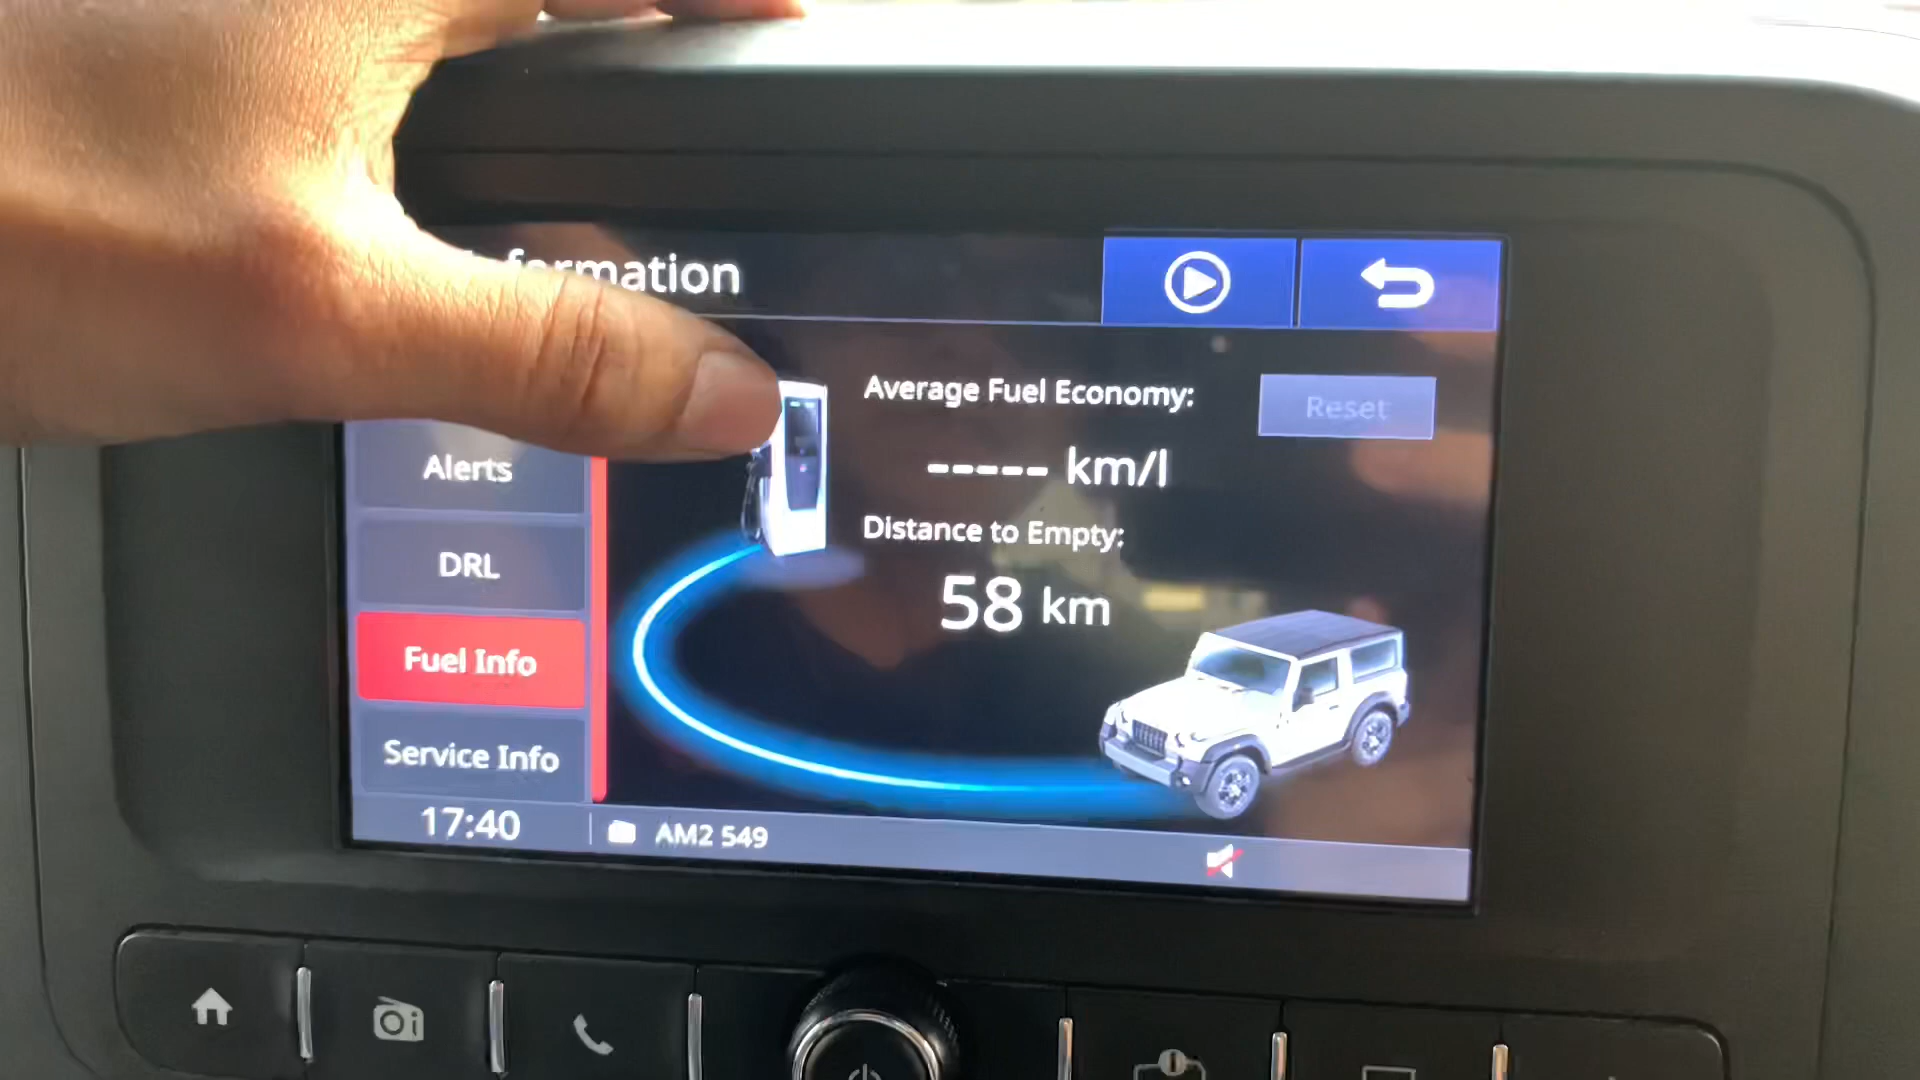 Average Fuel Economy:
Reset
----- km/l
Distance to Empty:
58 km
Alerts
DRL
Fuel Info
Service Info
17:40
AM2 549